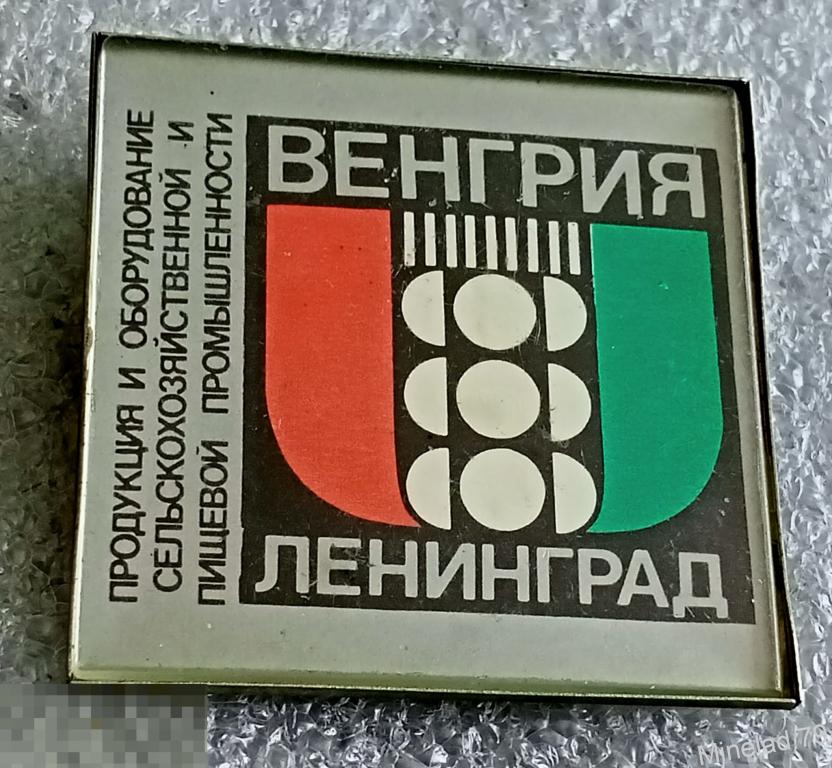 ПРОДУКЦИЯ И ОБОРУДОВАНИЕ
СЕЛЬСКОХОЗЯЙСТВЕННОЙ И
ПИЩЕВОЙ ПРОМЫШЛЕННОСТИ
ВЕНГРИЯ
ЛЕНИНГРАД